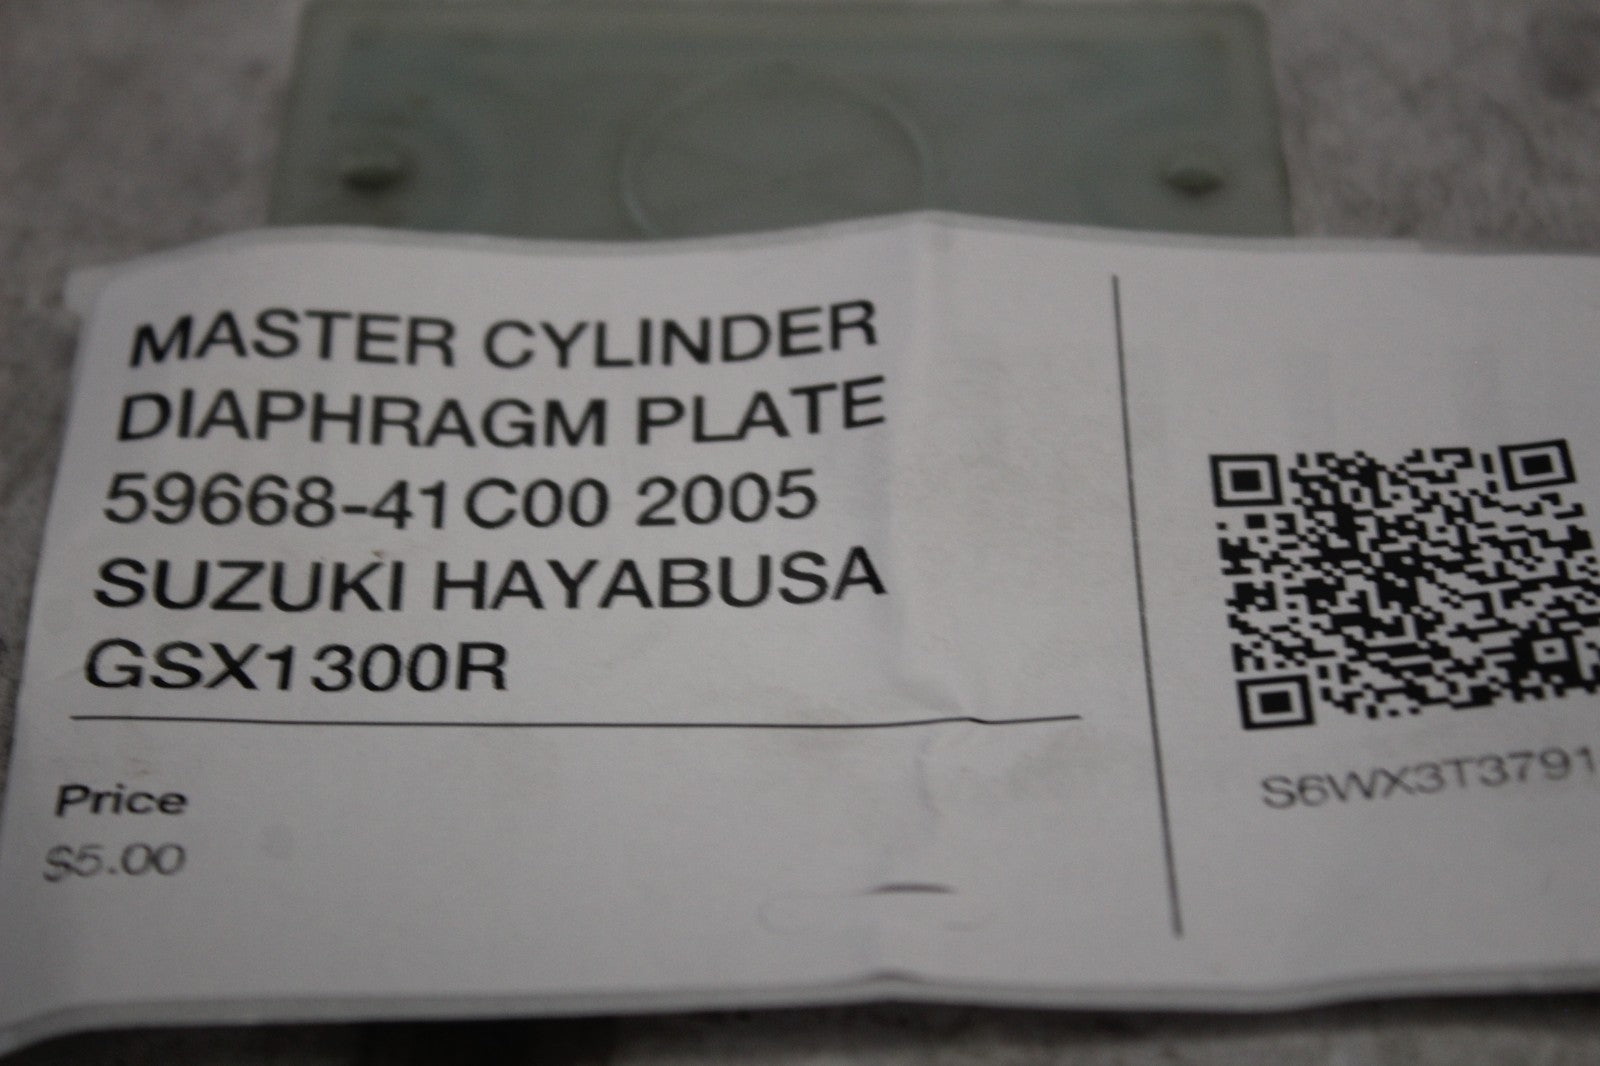 MASTER CYLINDER
DIAPHRAGM PLATE
59668-41C00 2005
SUZUKI HAYABUSA
GSX1300R
Price
$5.00
S6WX3T3791